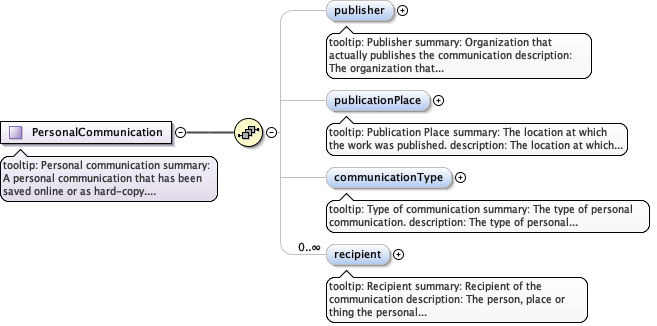 publisher
tooltip: Publisher summary: Organization that
actually publishes the communication description:
The organization that...
publicationPlace
tooltip: Publication Place summary: The location at which
the work was published. description: The location at which...
PersonalCommunication
tooltip: Personal communication summary:
A personal communication that has been
saved online or as hard-copy....
communicationType
tooltip: Type of communication summary: The type of personal
communication. description: The type of personal...
0..∞
recipient
tooltip: Recipient summary: Recipient of the
communication description: The person, place or
thing the personal...